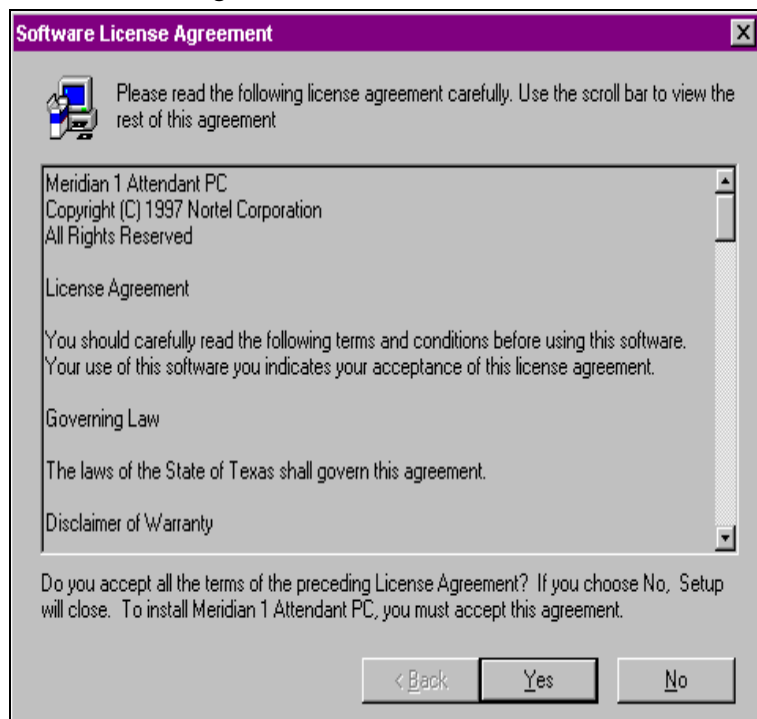 Software License Agreement
Please read the following license agreement carefully. Use the scroll bar to view the
rest of this agreement
Meridian 1 Attendant PC
Copyright (C) 1997 Nortel Corporation
All Rights Reserved
License Agreement
You should carefully read the following terms and conditions before using this software.
Your use of this software you indicates your acceptance of this license agreement.
Governing Law
The laws of the State of Texas shall govern this agreement.
Disclaimer of Warranty
Do you accept all the terms of the preceding License Agreement? If you choose No, Setup
will close. To install Meridian 1 Attendant PC, you must accept this agreement.
< Back Yes No